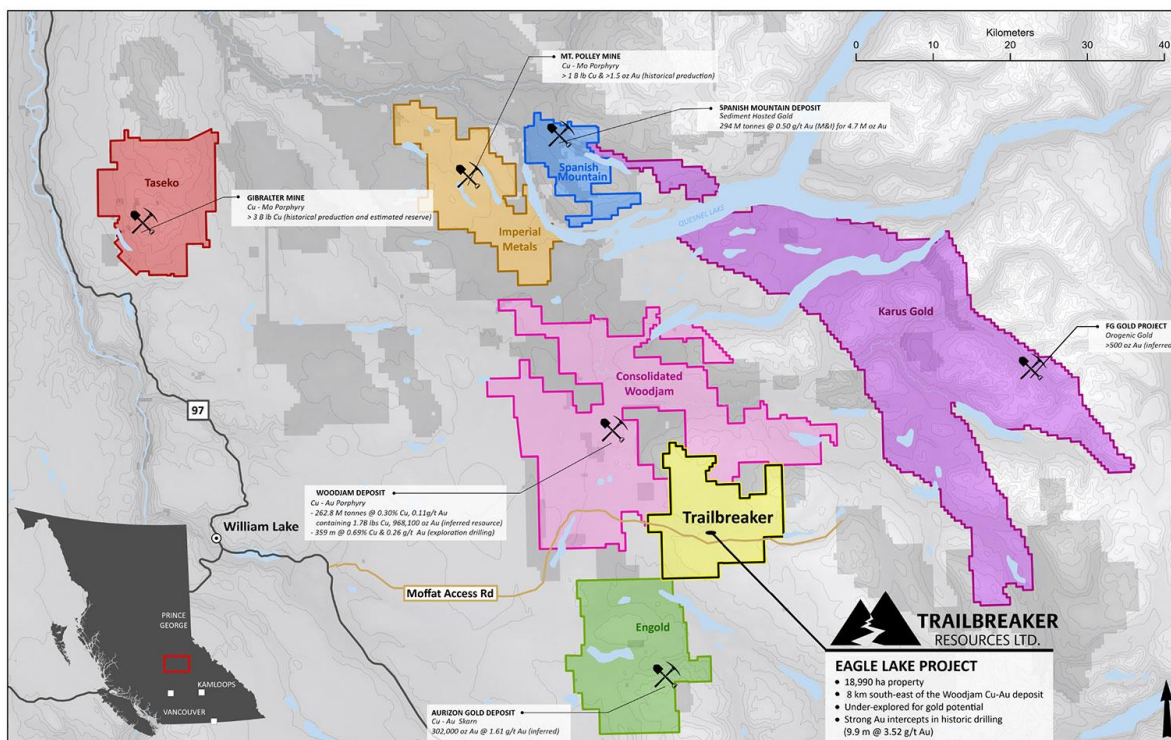 Kilometers
0 10 20 30 40
MT. POLLEY MINE
Cu - Mo Porphyry
> 1 B lb Cu & >1.5 oz Au (historical production)
SPANISH MOUNTAIN DEPOSIT
Sediment Hosted Gold
294 M tonnes @ 0.50 g/t Au (M&I) for 4.7 M oz Au
Taseko
GIBRALTER MINE
Cu - Mo Porphyry
> 3 B lb Cu (historical production and estimated reserve)
Imperial
Metals
Spanish
Mountain
QUESNEL LAKE
Karus Gold
FG GOLD PROJECT
Orogenic Gold
>500 oz Au (inferred
Consolidated
Woodjam
97
WOODJAM DEPOSIT
Cu - Au Porphyry
- 262.8 M tonnes @ 0.30% Cu, 0.11g/t Au
containing 1.7B lbs Cu, 968,100 oz Au (inferred resource)
- 359 m @ 0.69% Cu & 0.26 g/t Au (exploration drilling)
William Lake
Trailbreaker
Moffat Access Rd
Engold
AURIZON GOLD DEPOSIT
Cu - Au Skarn
302,000 oz Au @ 1.61 g/t Au (inferred)
PRINCE
GEORGE
KAMLOOPS
VANCOUVER
TRAILBREAKER
RESOURCES LTD.
EAGLE LAKE PROJECT
• 18,990 ha property
• 8 km south-east of the Woodjam Cu-Au deposit
• Under-explored for gold potential
• Strong Au intercepts in historic drilling
(9.9 m @ 3.52 g/t Au)